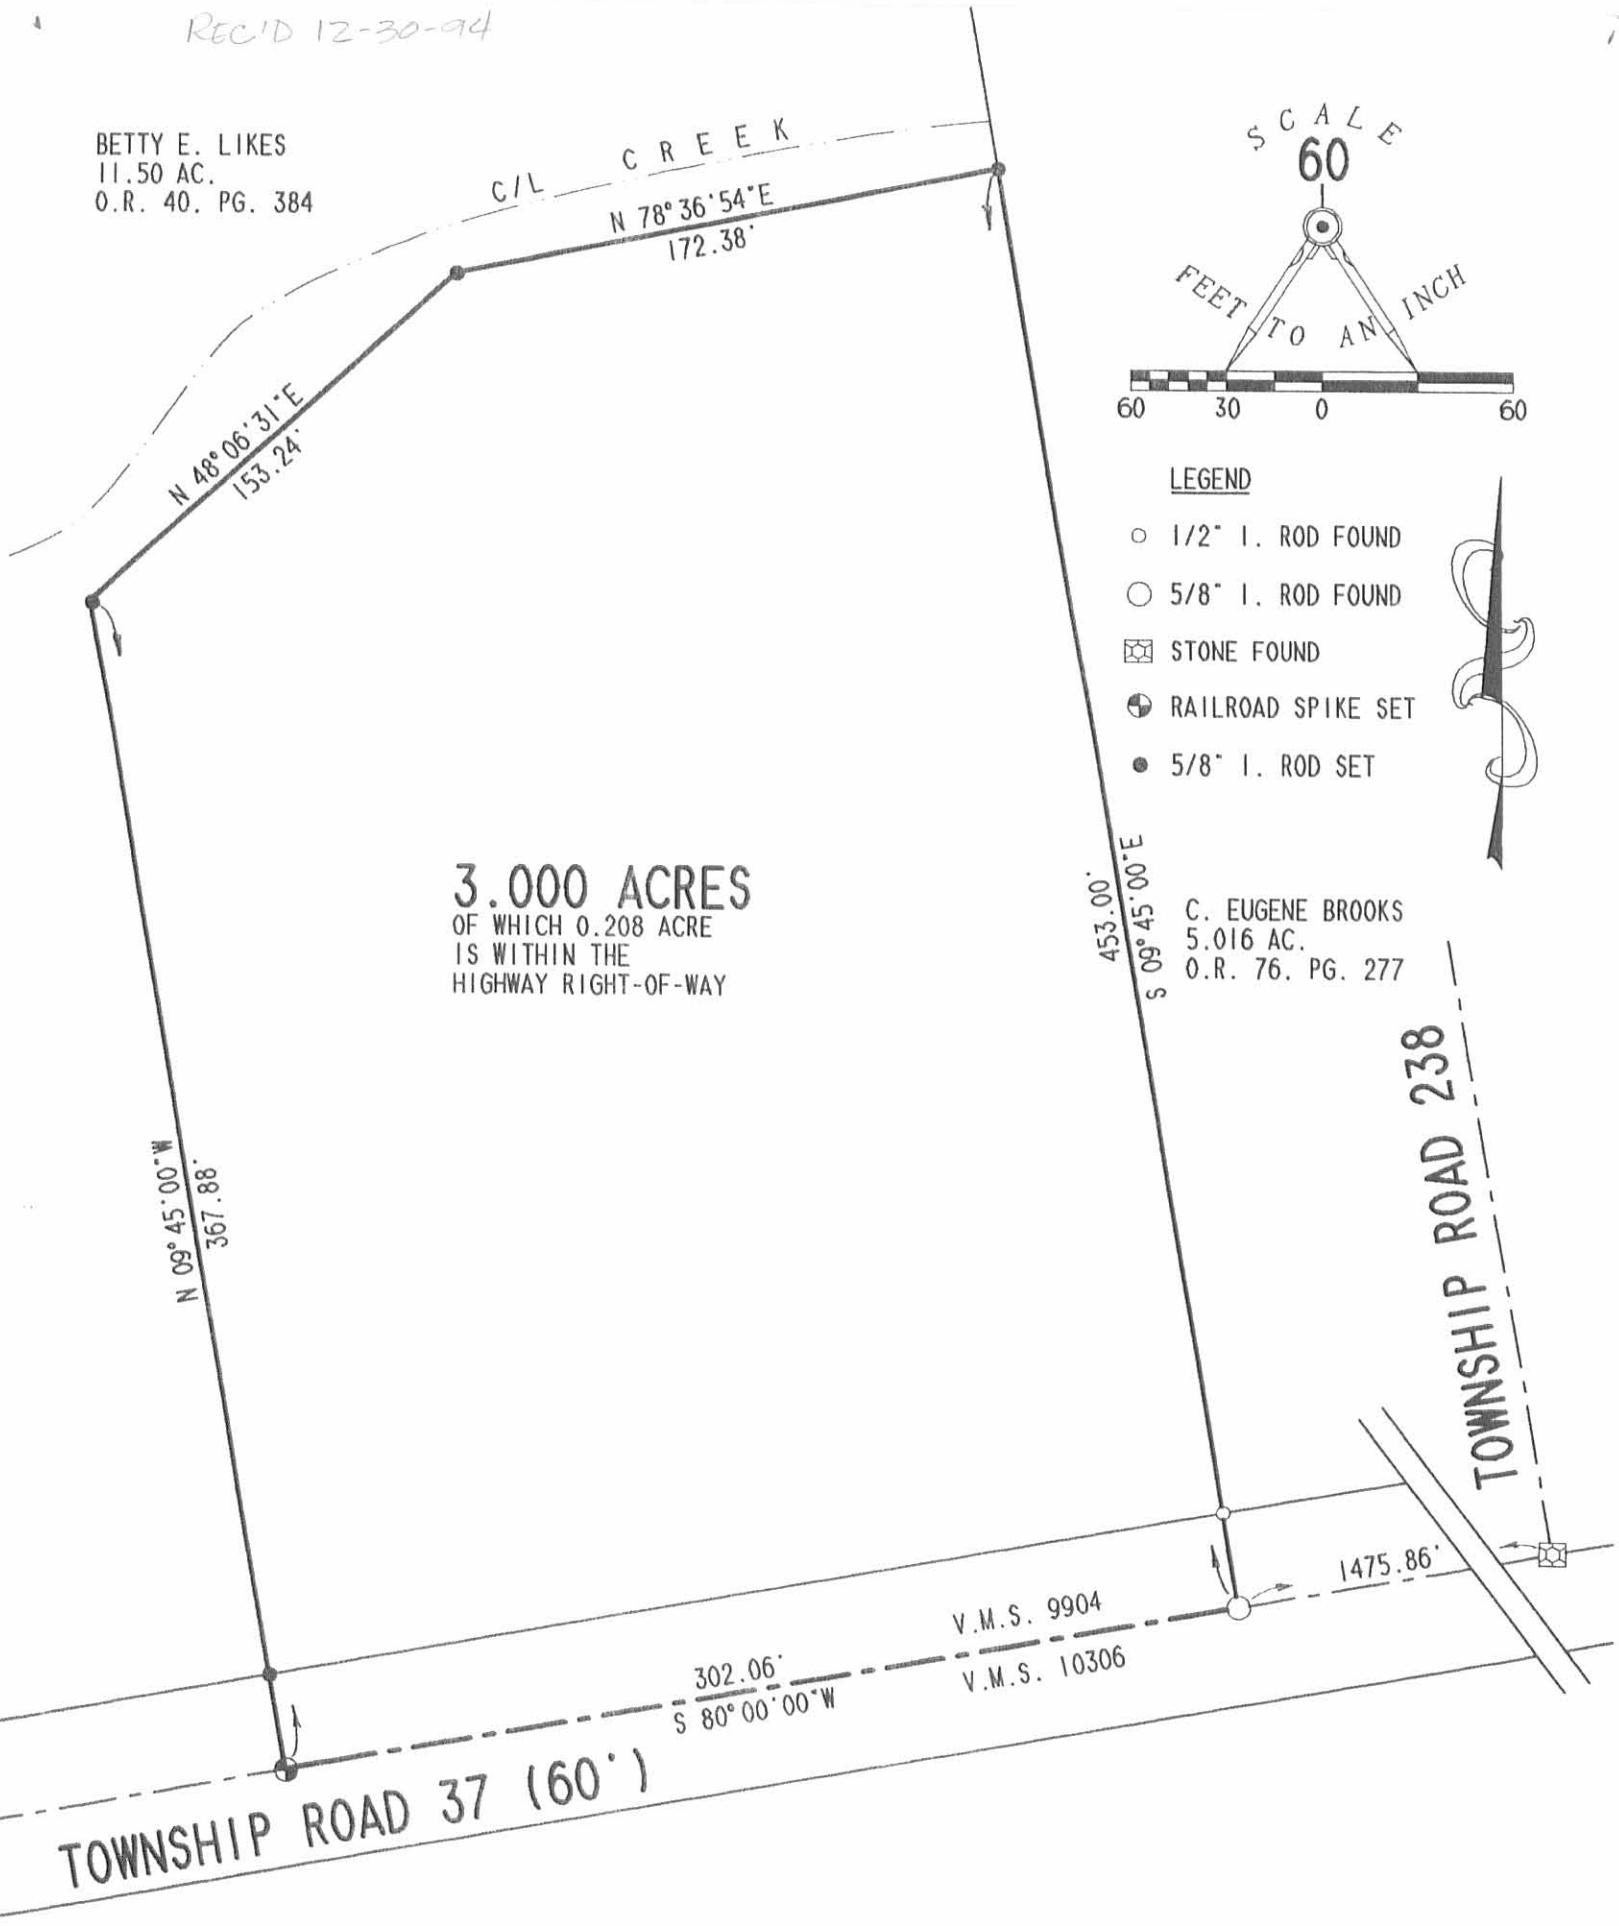 REC'D 12-30-94
BETTY E. LIKES
11.50 AC.
O.R. 40. PG. 384
C/L CREEK
N 78°36'54"E
172.38'
N 48°06'31"E
153.24'
SCALE
60
FEET TO AN INCH
60 30 0 60
LEGEND
1/2" I. ROD FOUND
5/8" I. ROD FOUND
STONE FOUND
RAILROAD SPIKE SET
5/8" I. ROD SET
3.000 ACRES
OF WHICH 0.208 ACRE
IS WITHIN THE
HIGHWAY RIGHT-OF-WAY
453.00'
S 09°45'00"E
C. EUGENE BROOKS
5.016 AC.
O.R. 76. PG. 277
TOWNSHIP ROAD 238
N 09°45'00"W
367.88'
1475.86'
V.M.S. 9904
V.M.S. 10306
302.06'
S 80°00'00"W
TOWNSHIP ROAD 37 (60')